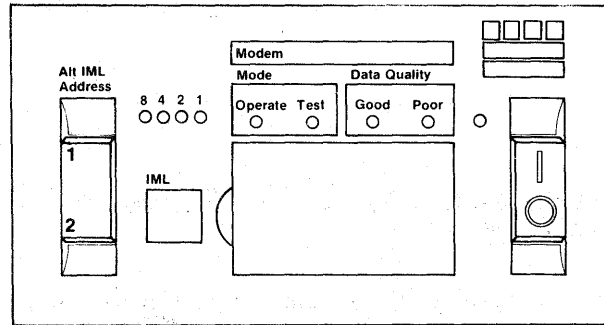 Modem
Alt IML
Address
Mode
Data Quality
8 4 2 1
Operate Test
Good Poor
1
IML
2